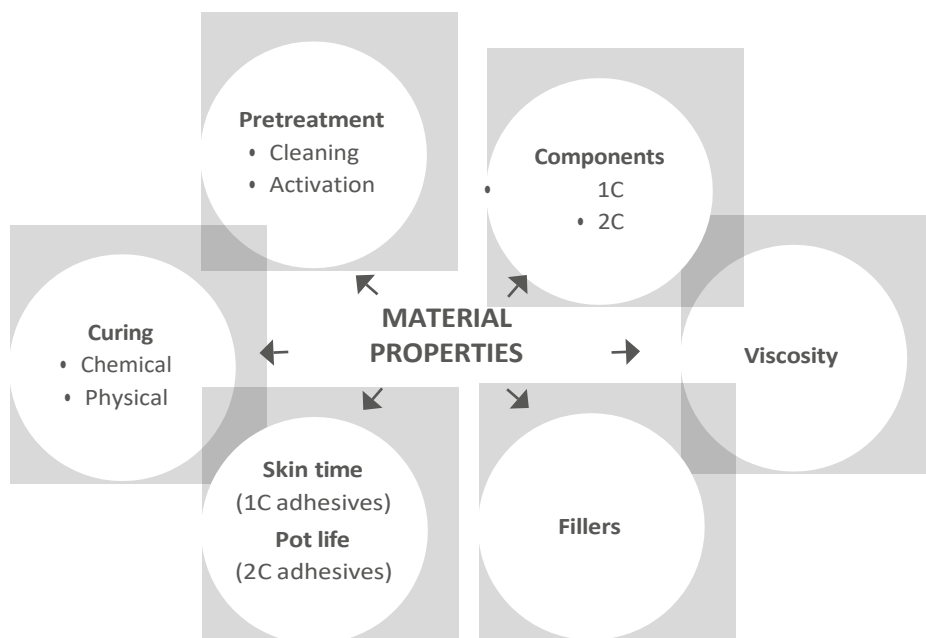 Pretreatment
• Cleaning
• Activation
Components
• 1C
• 2C
MATERIAL
PROPERTIES
Curing
• Chemical
• Physical
Viscosity
Skin time
(1C adhesives)
Pot life
(2C adhesives)
Fillers